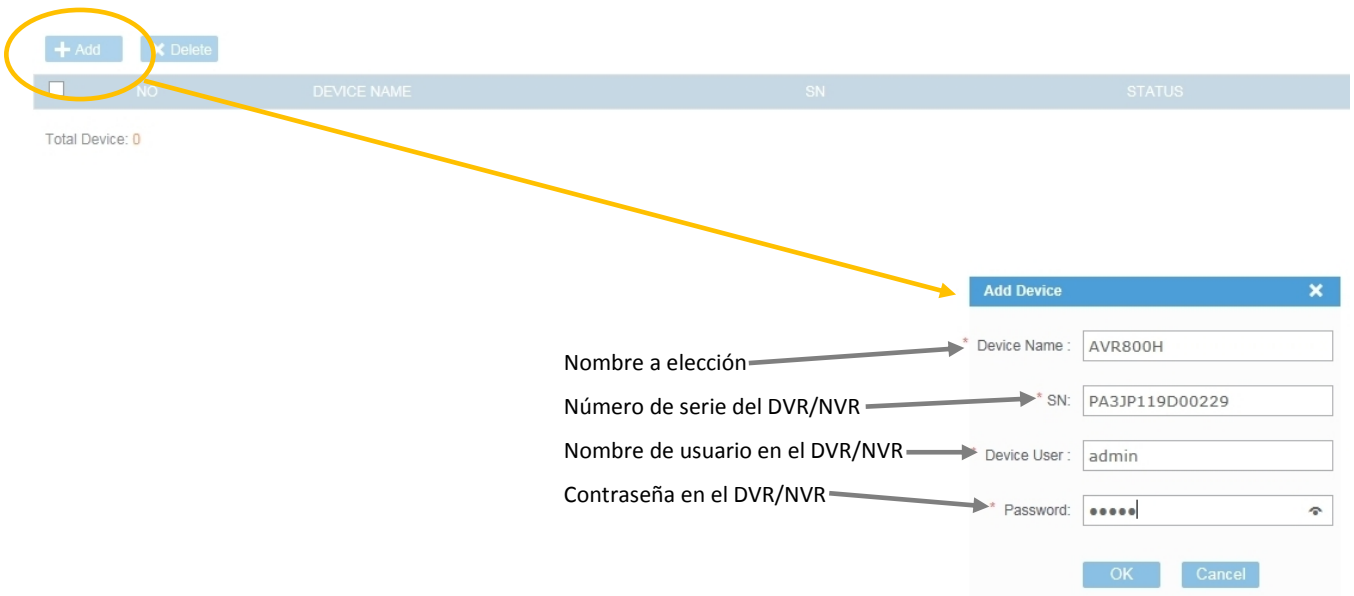 Add Delete
NO DEVICE NAME SN STATUS
Total Device: 0
Add Device
Nombre a elección
* Device Name : AVR800H
Número de serie del DVR/NVR
* SN: PA3JP119D00229
Nombre de usuario en el DVR/NVR
* Device User : admin
Contraseña en el DVR/NVR
* Password: •••••
OK Cancel